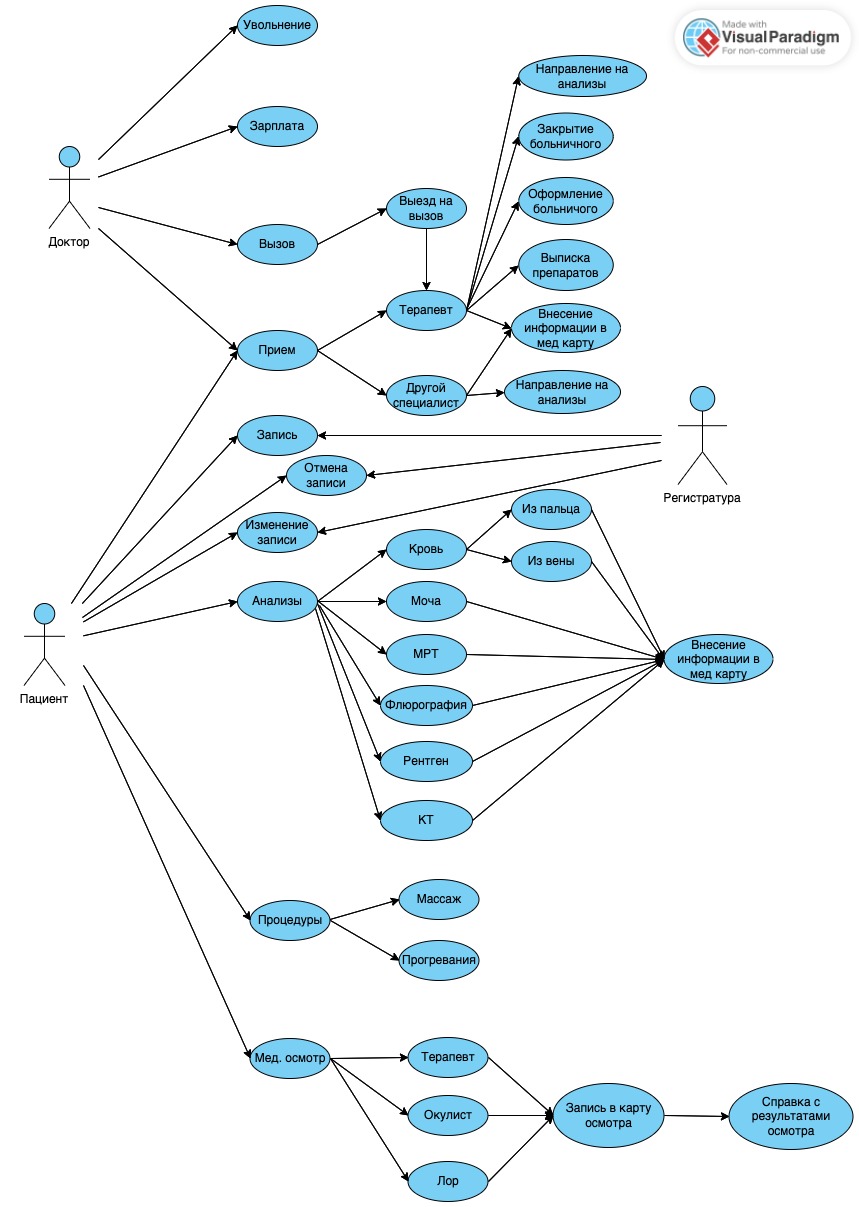 Made with
VisualParadigm
For non-commercial use
Увольнение
Направление на
анализы
Зарплата
Закрытие
больничного
Доктор
Выезд на
вызов
Оформление
больничого
Вызов
Выписка
препаратов
Терапевт
Внесение
информации в
мед карту
Прием
Другой
специалист
Направление на
анализы
Запись
Регистратура
Отмена
записи
Изменение
записи
Из пальца
Кровь
Из вены
Анализы
Моча
МРТ
Внесение
информации в
мед карту
Пациент
Флюрография
Рентген
КТ
Массаж
Процедуры
Прогревания
Мед. осмотр
Терапевт
Окулист
Запись в карту
осмотра
Справка с
результатами
осмотра
Лор